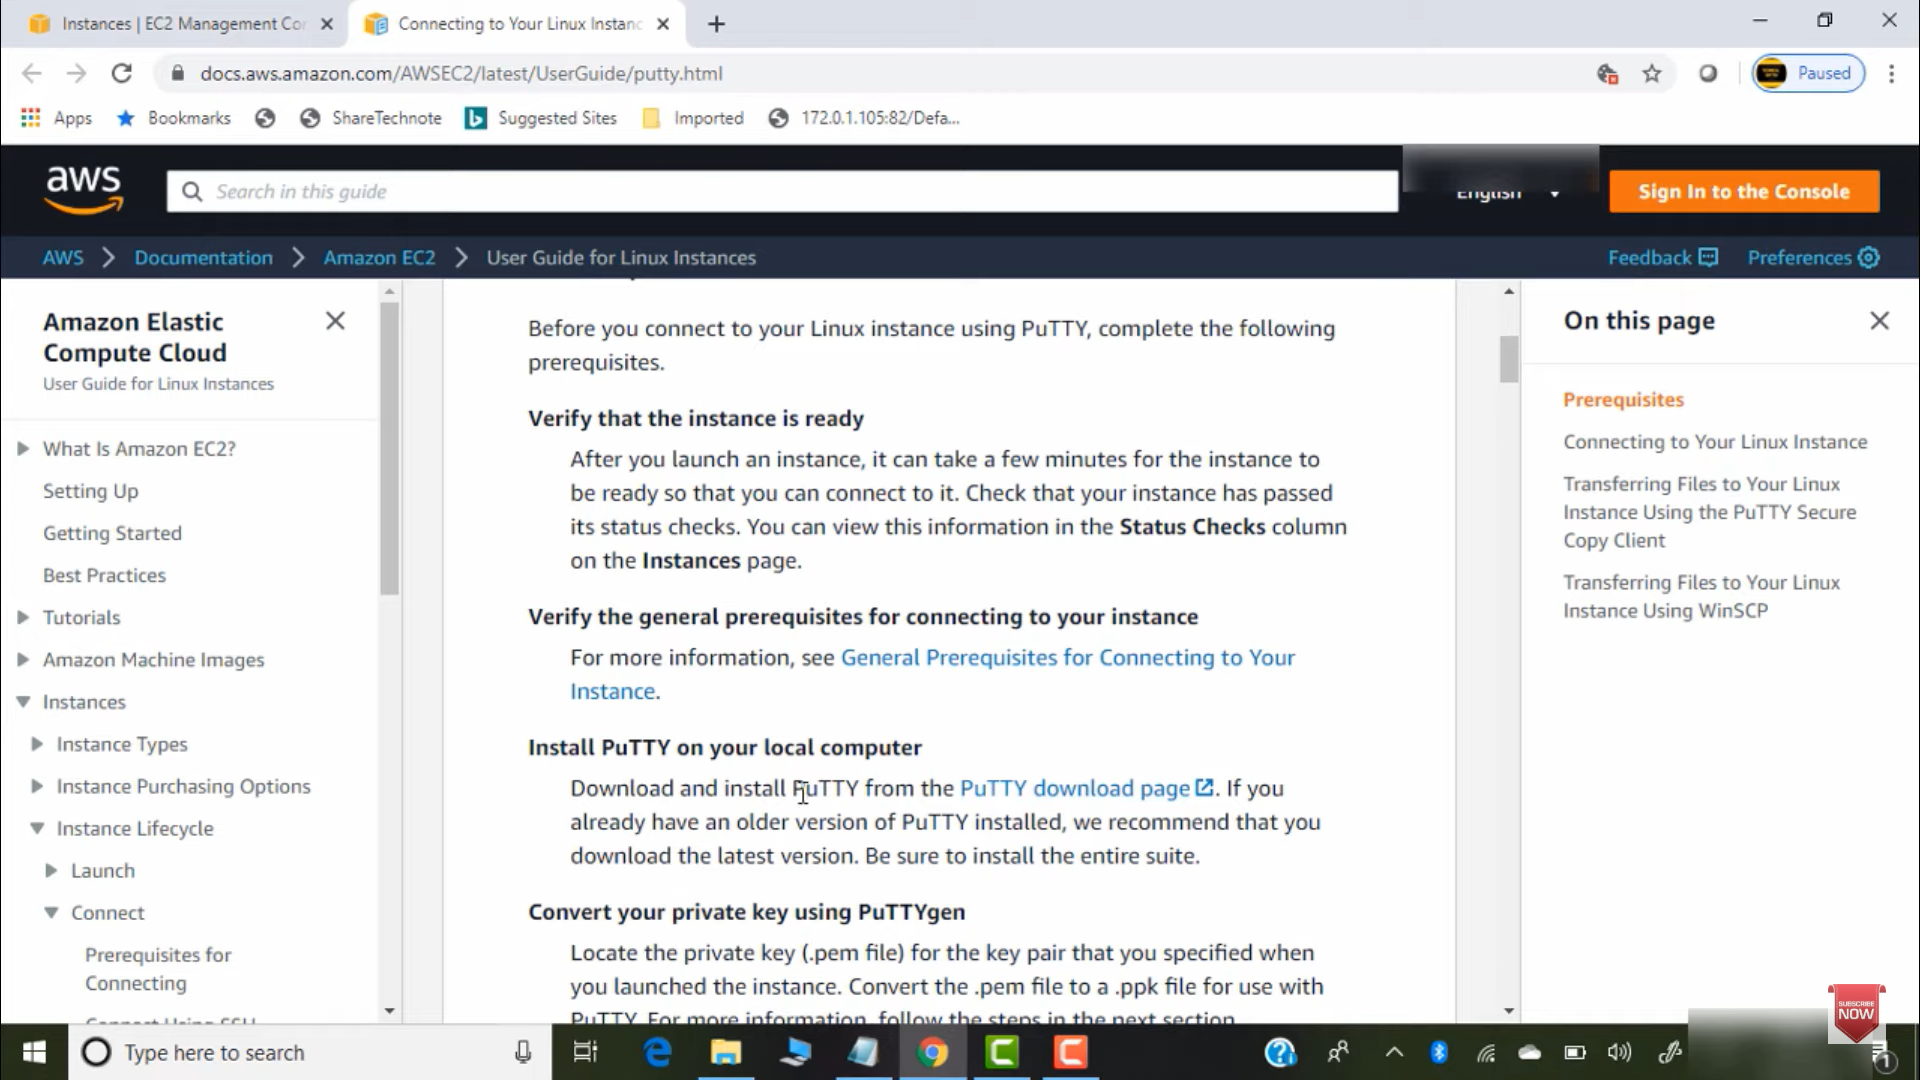 Instances | EC2 Management Co
Connecting to Your Linux Instanc
docs.aws.amazon.com/AWSEC2/latest/UserGuide/putty.html
Paused
Apps
Bookmarks
ShareTechnote
Suggested Sites
Imported
172.0.1.105:82/Defa...
aws
Search in this guide
English
Sign In to the Console
AWS
Documentation
Amazon EC2
User Guide for Linux Instances
Feedback
Preferences
Amazon Elastic
Compute Cloud
User Guide for Linux Instances
What Is Amazon EC2?
Setting Up
Getting Started
Best Practices
Tutorials
Amazon Machine Images
Instances
Instance Types
Instance Purchasing Options
Instance Lifecycle
Launch
Connect
Prerequisites for
Connecting
Connect Using SSH
Before you connect to your Linux instance using PuTTY, complete the following
prerequisites.
Verify that the instance is ready
After you launch an instance, it can take a few minutes for the instance to
be ready so that you can connect to it. Check that your instance has passed
its status checks. You can view this information in the Status Checks column
on the Instances page.
Verify the general prerequisites for connecting to your instance
For more information, see General Prerequisites for Connecting to Your
Instance.
Install PuTTY on your local computer
Download and install PuTTY from the PuTTY download page. If you
already have an older version of PuTTY installed, we recommend that you
download the latest version. Be sure to install the entire suite.
Convert your private key using PuTTYgen
Locate the private key (.pem file) for the key pair that you specified when
you launched the instance. Convert the .pem file to a .ppk file for use with
PuTTY. For more information, follow the steps in the next section.
On this page
Prerequisites
Connecting to Your Linux Instance
Transferring Files to Your Linux
Instance Using the PuTTY Secure
Copy Client
Transferring Files to Your Linux
Instance Using WinSCP
SUBSCRIBE
NOW
Type here to search
1